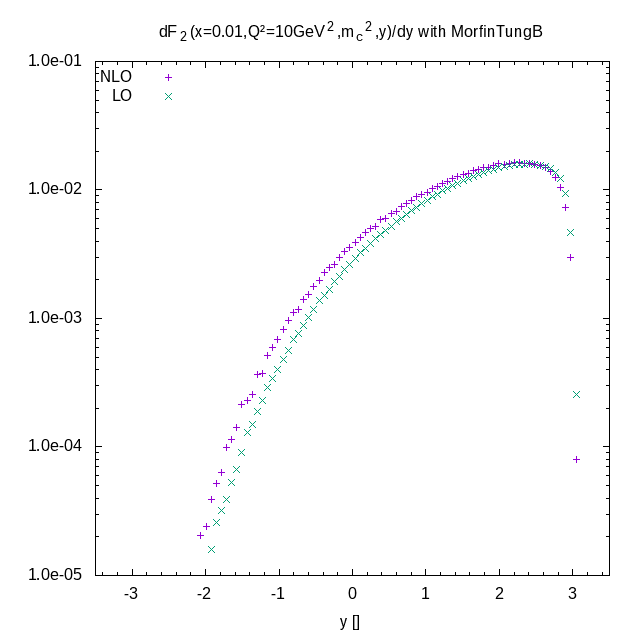 dF₂(x=0.01,Q²=10GeV²,m_c²,y)/dy with MorfinTungB
1.0e-01
NLO
LO
1.0e-02
1.0e-03
1.0e-04
1.0e-05
-3 -2 -1 0 1 2 3
y []